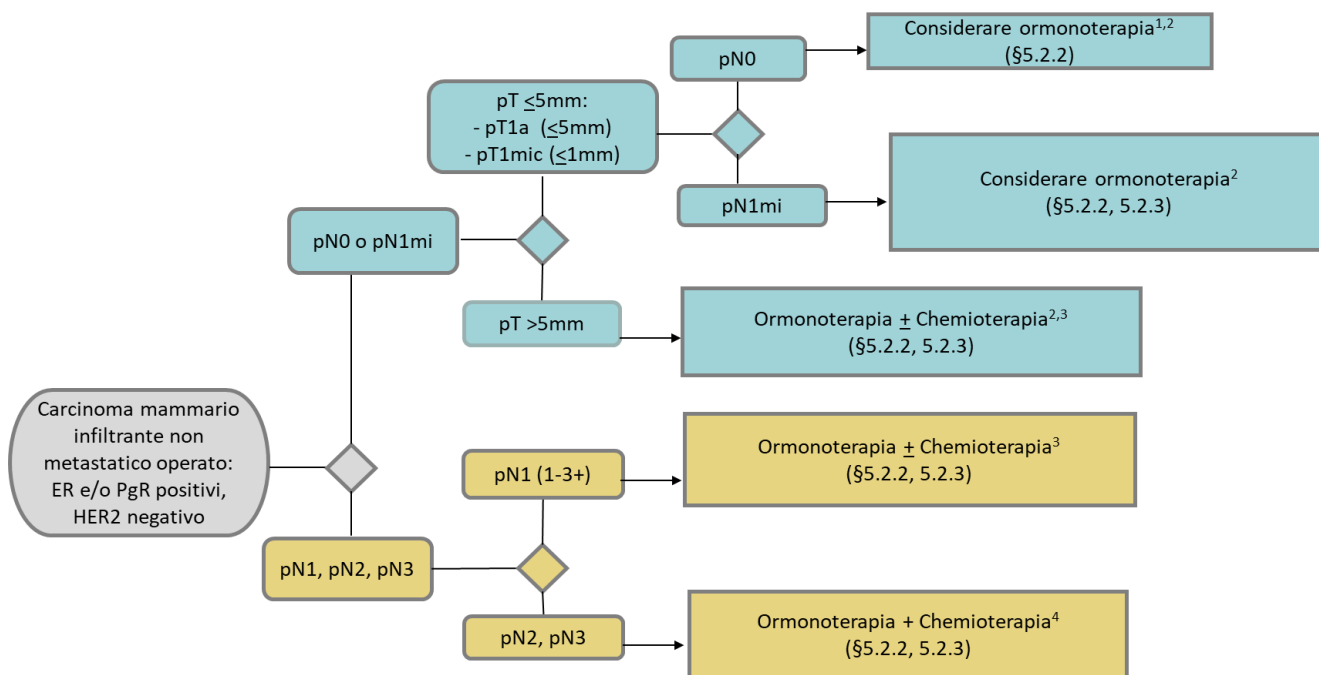 Considerare ormonoterapia1,2
(§5.2.2)
pN0
pT ≤5mm:
- pT1a (≤5mm)
- pT1mic (≤1mm)
Considerare ormonoterapia2
(§5.2.2, 5.2.3)
pN1mi
pN0 o pN1mi
pT >5mm
Ormonoterapia ± Chemioterapia2,3
(§5.2.2, 5.2.3)
Carcinoma mammario
infiltrante non
metastatico operato:
ER e/o PgR positivi,
HER2 negativo
pN1 (1-3+)
Ormonoterapia ± Chemioterapia3
(§5.2.2, 5.2.3)
pN1, pN2, pN3
pN2, pN3
Ormonoterapia + Chemioterapia4
(§5.2.2, 5.2.3)